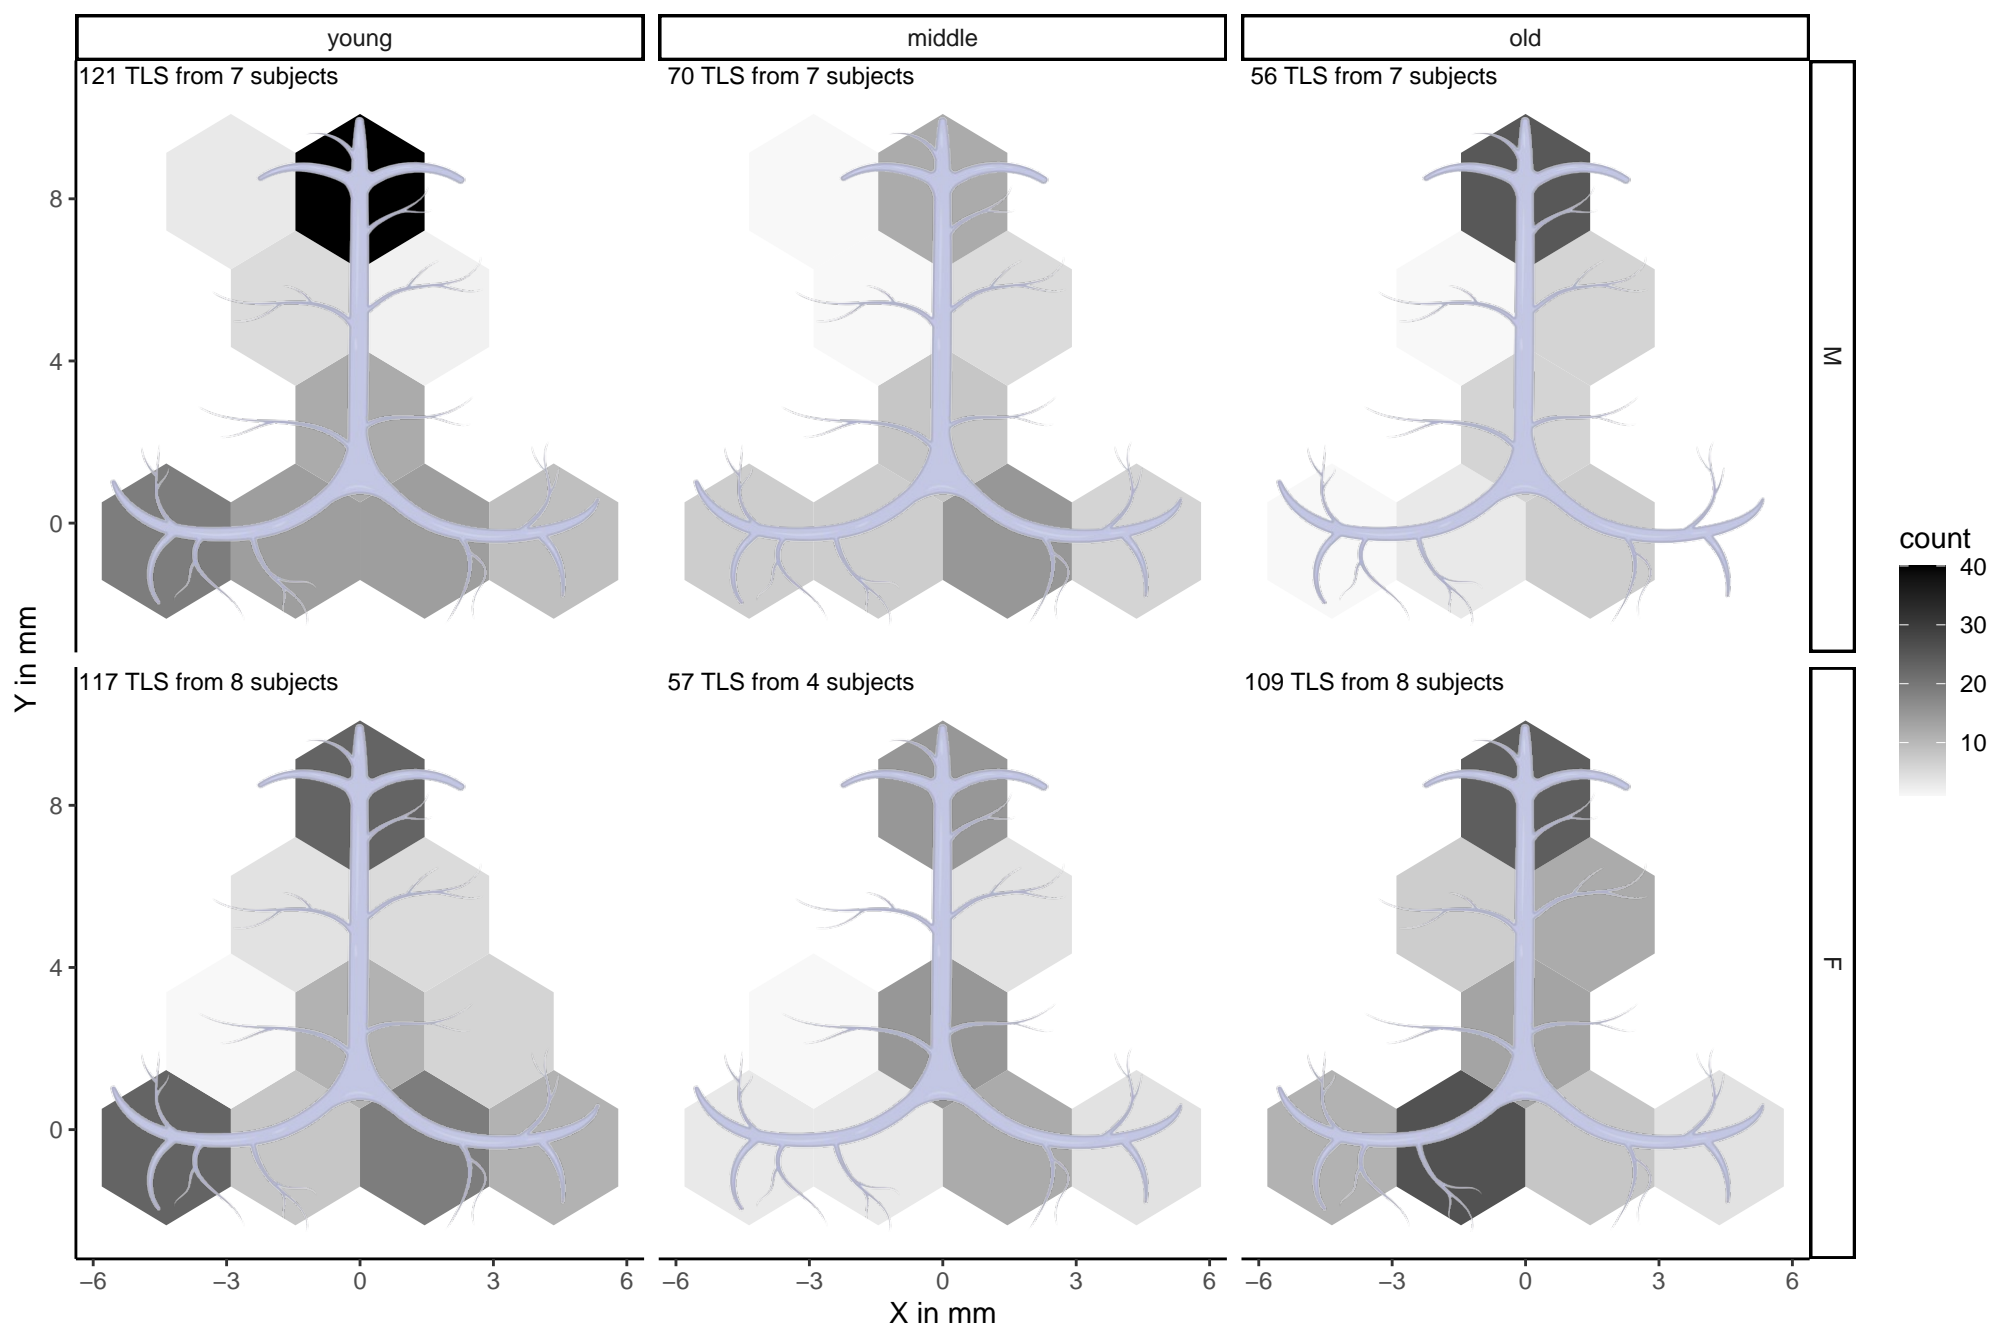 young
middle
old
121 TLS from 7 subjects
70 TLS from 7 subjects
56 TLS from 7 subjects
M
8
4
0
117 TLS from 8 subjects
57 TLS from 4 subjects
109 TLS from 8 subjects
F
8
4
0
Y in mm
−6 −3 0 3 6
−6 −3 0 3 6
−6 −3 0 3 6
X in mm
count
40
30
20
10